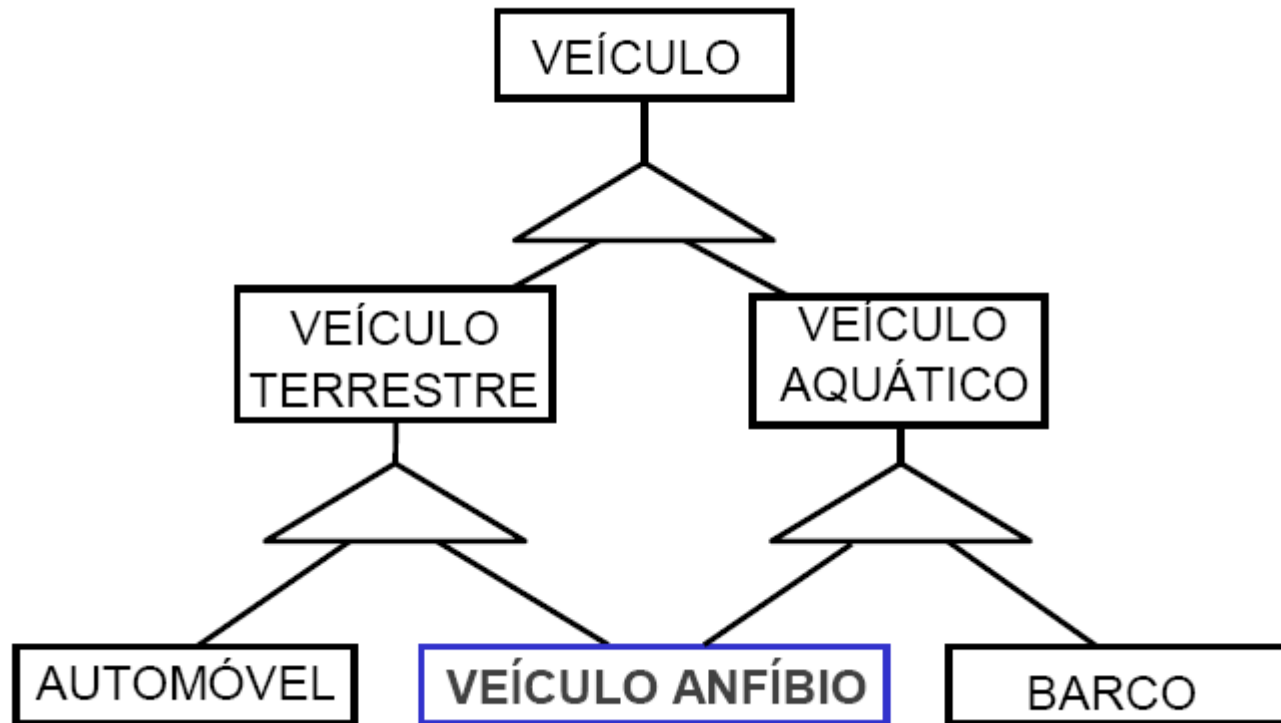 VEÍCULO
VEÍCULO
TERRESTRE
VEÍCULO
AQUÁTICO
AUTOMÓVEL
VEÍCULO ANFÍBIO
BARCO